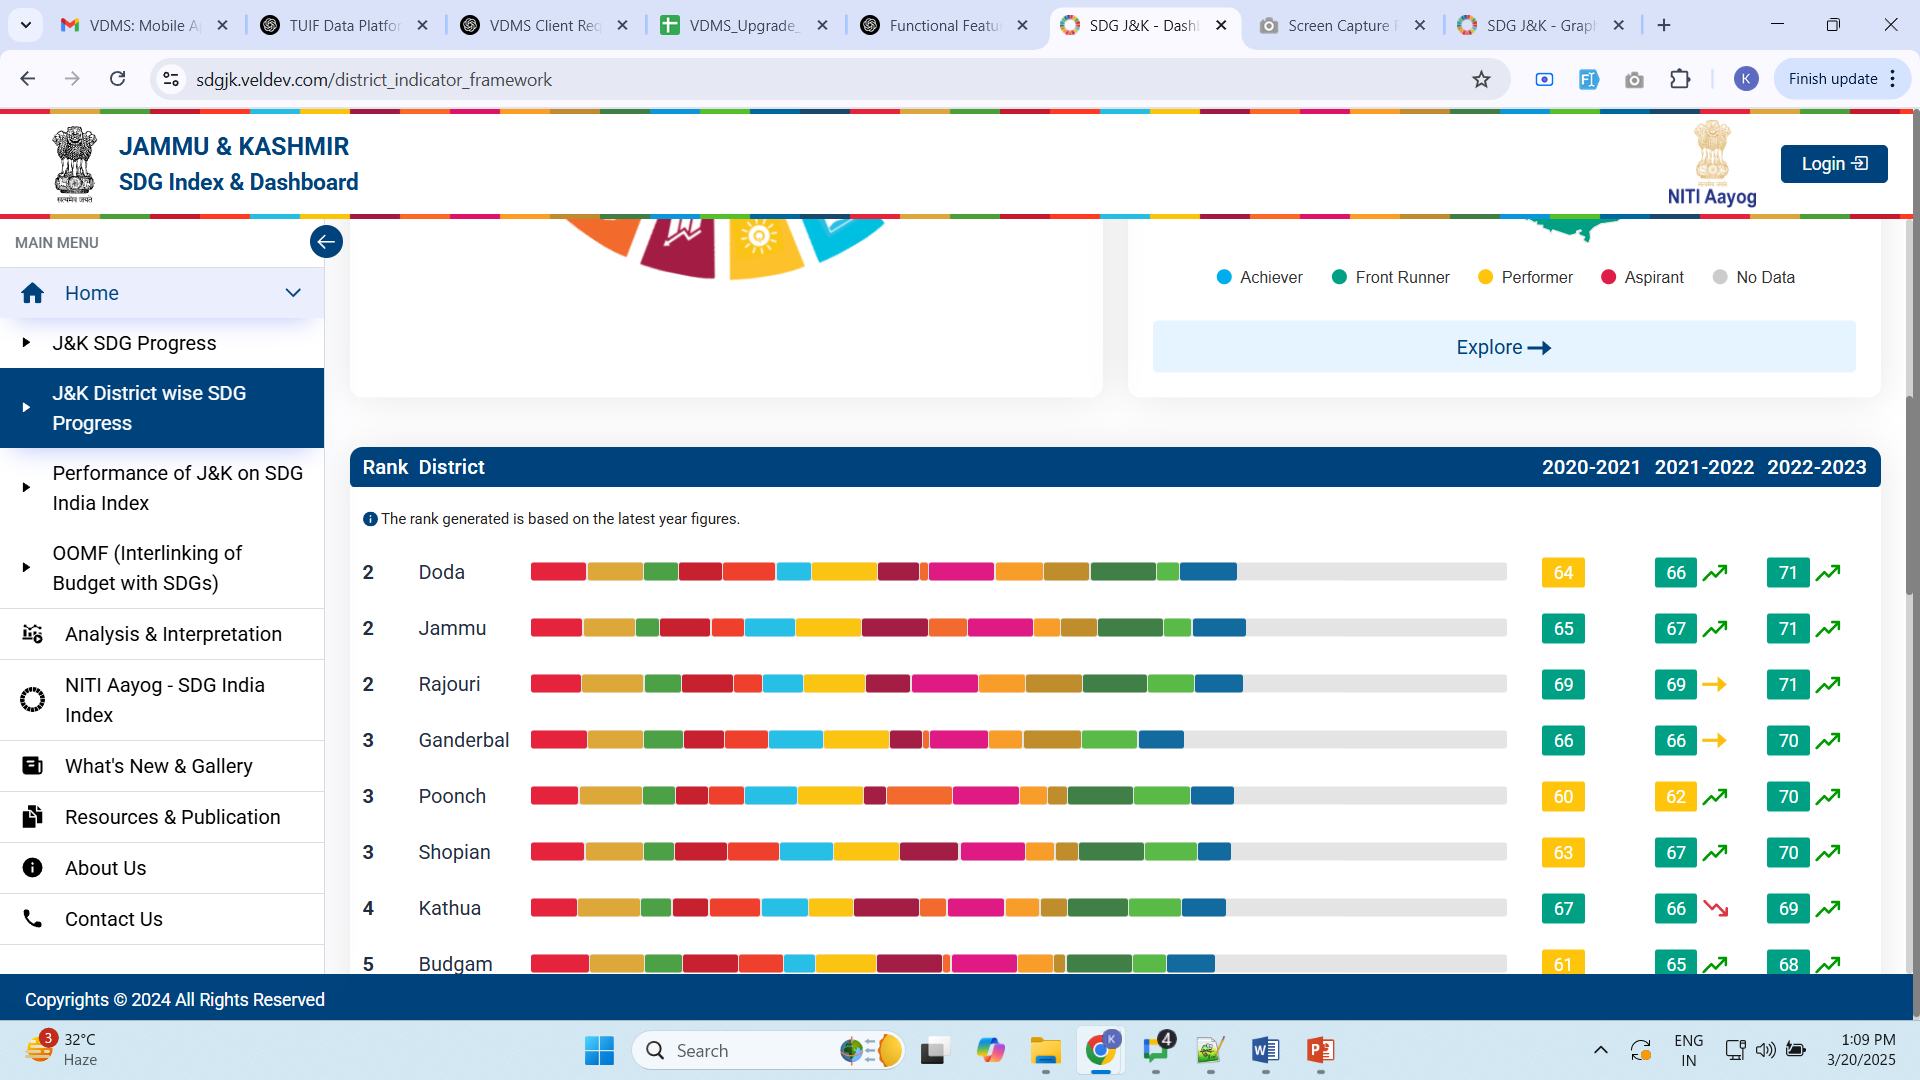 VDMS: Mobile A
TUIF Data Platfor
VDMS Client Req
VDMS_Upgrade_
Functional Featu
SDG J&K - Dash
Screen Capture
SDG J&K - Grap
sdgjk.veldev.com/district_indicator_framework
K
Finish update
JAMMU & KASHMIR
SDG Index & Dashboard
सत्यमेव जयते
NITI Aayog
Login
MAIN MENU
Home
J&K SDG Progress
J&K District wise SDG
Progress
Performance of J&K on SDG
India Index
OOMF (Interlinking of
Budget with SDGs)
Analysis & Interpretation
NITI Aayog - SDG India
Index
What's New & Gallery
Resources & Publication
About Us
Contact Us
Achiever Front Runner Performer Aspirant No Data
Explore
Rank District 2020-2021 2021-2022 2022-2023
The rank generated is based on the latest year figures.
2 Doda 64 66 71
2 Jammu 65 67 71
2 Rajouri 69 69 71
3 Ganderbal 66 66 70
3 Poonch 60 62 70
3 Shopian 63 67 70
4 Kathua 67 66 69
5 Budgam 61 65 68
Copyrights © 2024 All Rights Reserved
3
32°C
Haze
Search
K
4
ENG
IN
1:09 PM
3/20/2025